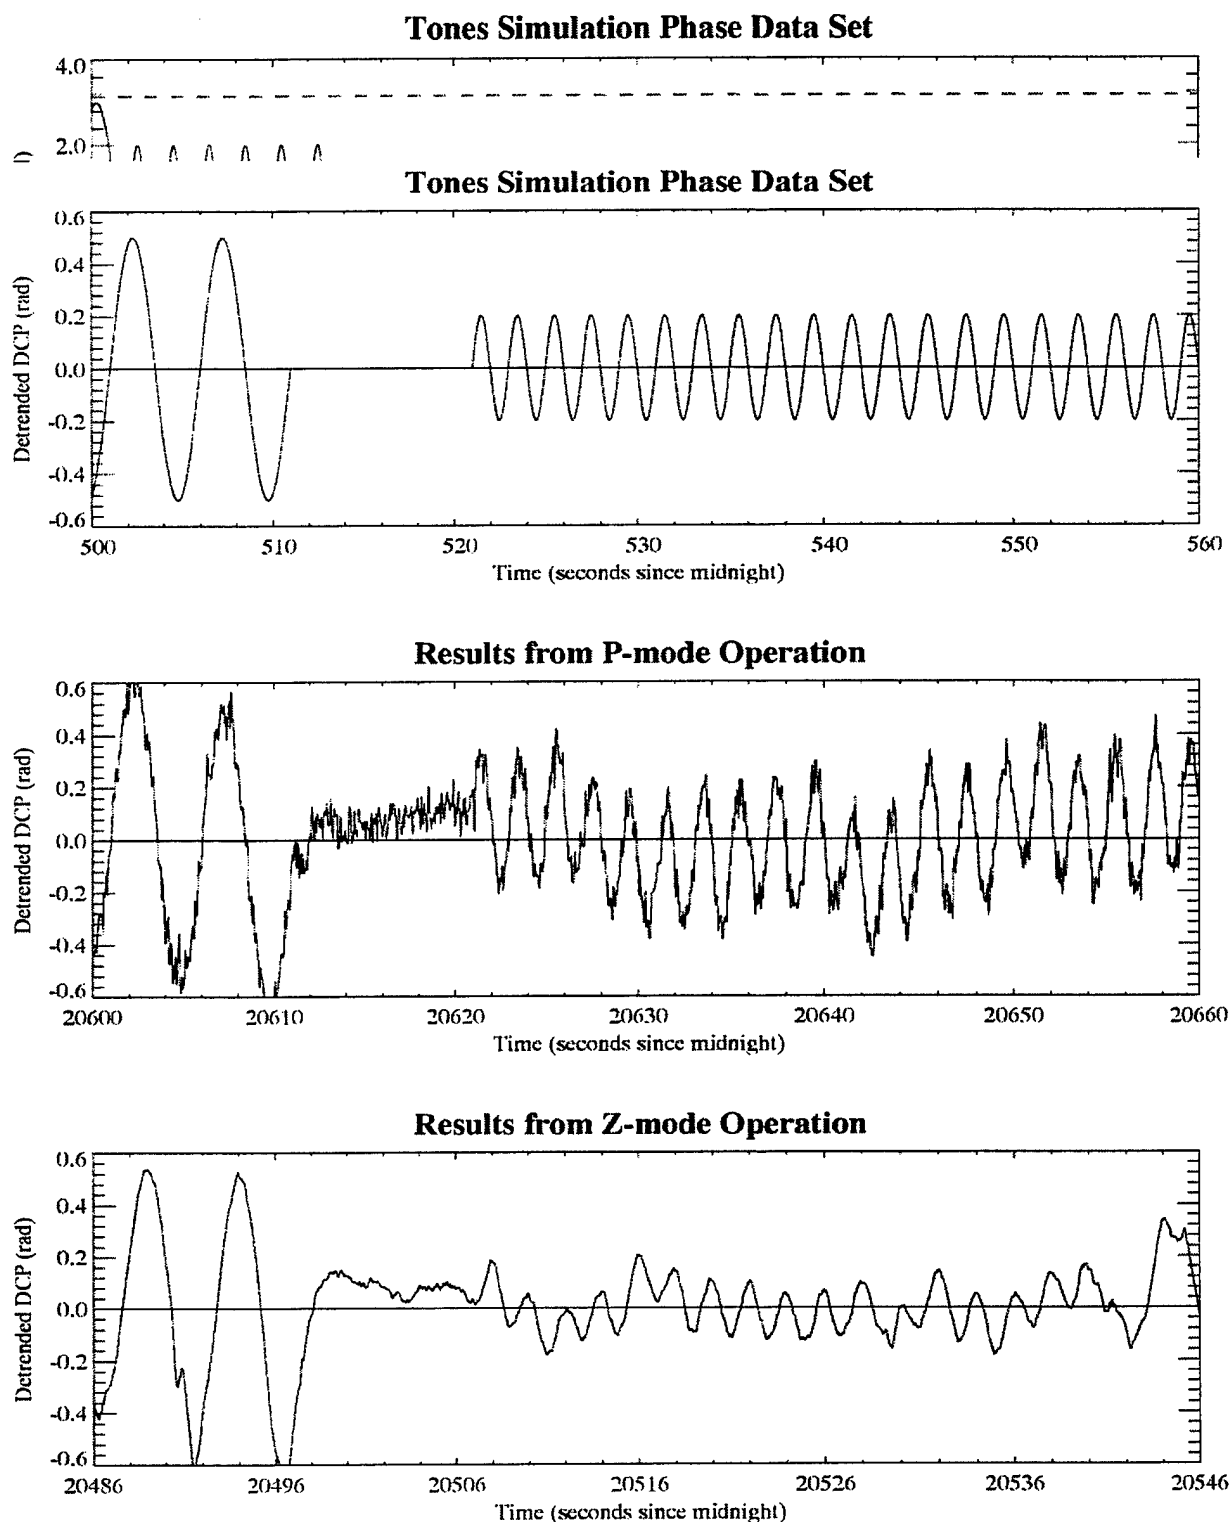 Tones Simulation Phase Data Set
4.0
2.0
Tones Simulation Phase Data Set
0.6
0.4
0.2
0.0
-0.2
-0.4
-0.6
Detrended DCP (rad)
500 510 520 530 540 550 560
Time (seconds since midnight)
Results from P-mode Operation
0.6
0.4
0.2
0.0
-0.2
-0.4
-0.6
Detrended DCP (rad)
20600 20610 20620 20630 20640 20650 20660
Time (seconds since midnight)
Results from Z-mode Operation
0.6
0.4
0.2
0.0
-0.2
-0.4
-0.6
Detrended DCP (rad)
20486 20496 20506 20516 20526 20536 20546
Time (seconds since midnight)